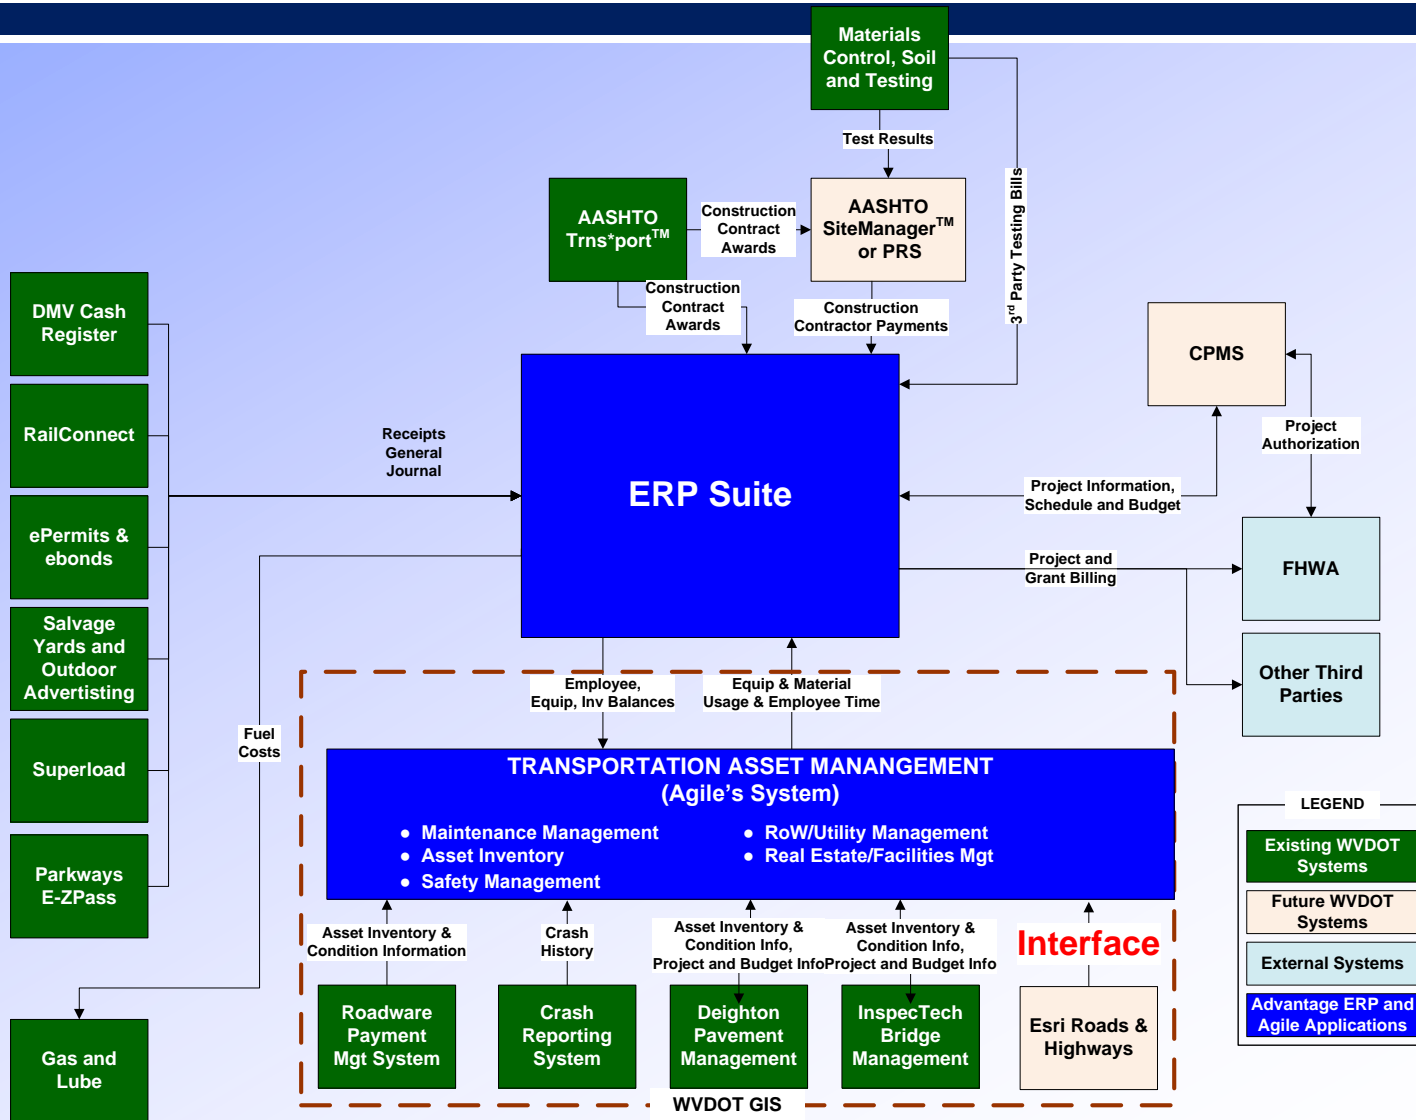 Materials
Control, Soil
and Testing
Test Results
3rd Party Testing Bills
AASHTO
Trns*port™
Construction
Contract
Awards
AASHTO
SiteManager™
or PRS
Construction
Contract
Awards
Construction
Contractor Payments
DMV Cash
Register
RailConnect
ePermits &
ebonds
Salvage
Yards and
Outdoor
Advertisting
Superload
Parkways
E-ZPass
Gas and
Lube
Receipts
General
Journal
Fuel
Costs
ERP Suite
CPMS
Project
Authorization
Project Information,
Schedule and Budget
Project and
Grant Billing
FHWA
Other Third
Parties
Employee,
Equip, Inv Balances
Equip & Material
Usage & Employee Time
TRANSPORTATION ASSET MANANGEMENT
(Agile's System)
● Maintenance Management
● Asset Inventory
● Safety Management
● RoW/Utility Management
● Real Estate/Facilities Mgt
Asset Inventory &
Condition Information
Crash
History
Asset Inventory &
Condition Info,
Project and Budget Info
Asset Inventory &
Condition Info,
Project and Budget Info
Interface
Roadware
Payment
Mgt System
Crash
Reporting
System
Deighton
Pavement
Management
InspecTech
Bridge
Management
Esri Roads &
Highways
WVDOT GIS
LEGEND
Existing WVDOT
Systems
Future WVDOT
Systems
External Systems
Advantage ERP and
Agile Applications